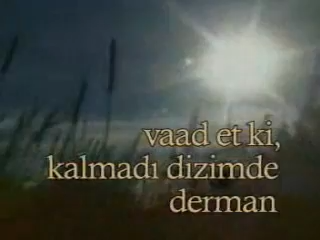 vaad et ki,
kalmadı dizimde
derman